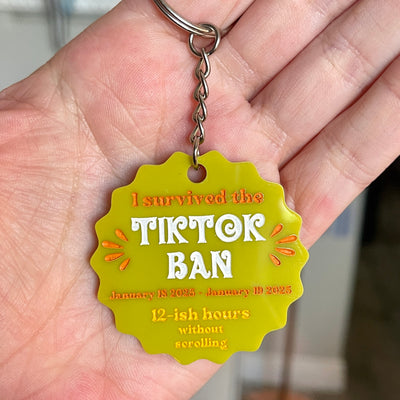 I survived the
TIKTOK
BAN
January 18 2025 - January 19 2025
12-ish hours
without
scrolling